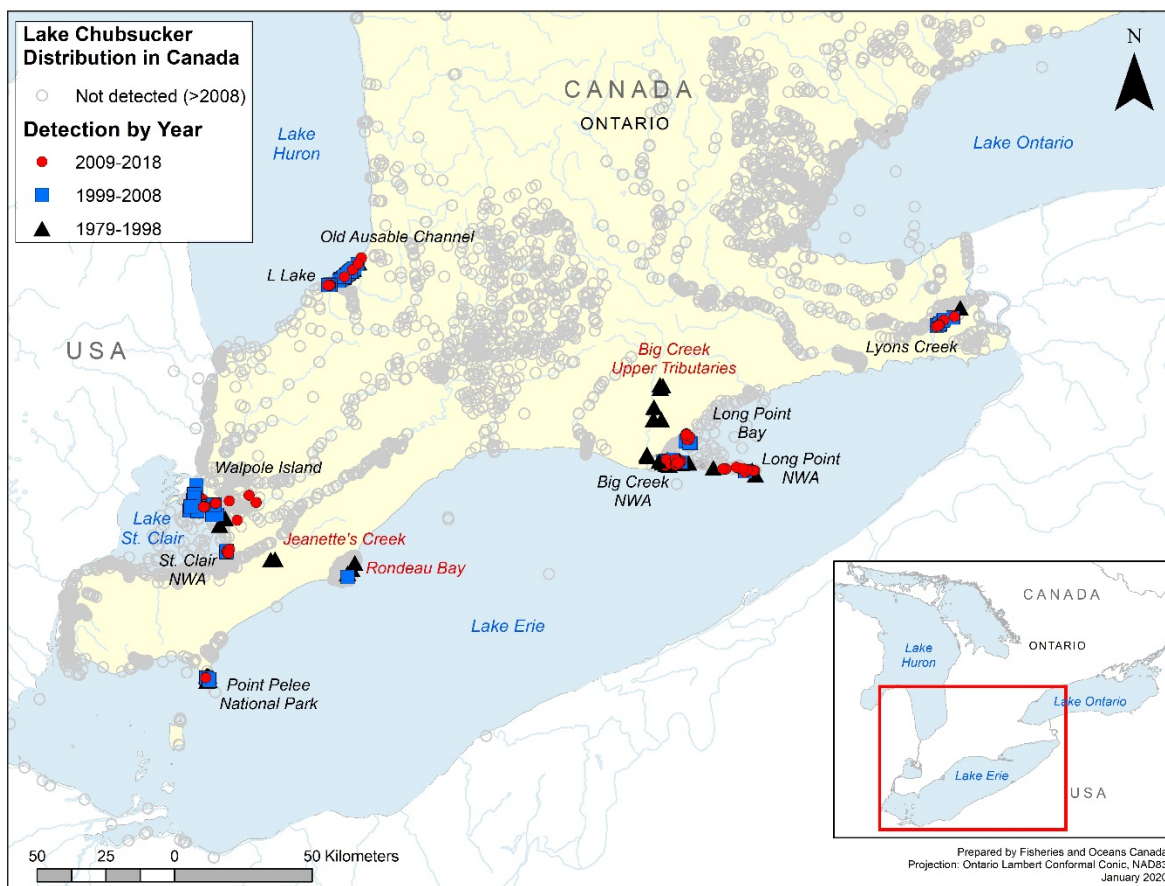 Lake Chubsucker
Distribution in Canada
Not detected (>2008)
Detection by Year
2009-2018
1999-2008
1979-1998
CANADA
ONTARIO
N
Lake
Huron
Lake Ontario
Old Ausable Channel
L Lake
USA
Lyons Creek
Big Creek
Upper Tributaries
Long Point
Bay
Walpole Island
Long Point
NWA
Big Creek
NWA
Lake
St. Clair
Jeanette's Creek
St. Clair
NWA
Rondeau Bay
Lake Erie
Point Pelee
National Park
CANADA
ONTARIO
Lake
Huron
Lake Ontario
Lake Erie
USA
50 25 0 50 Kilometers
Prepared by Fisheries and Oceans Canada
Projection: Ontario Lambert Conformal Conic, NAD83
January 2020